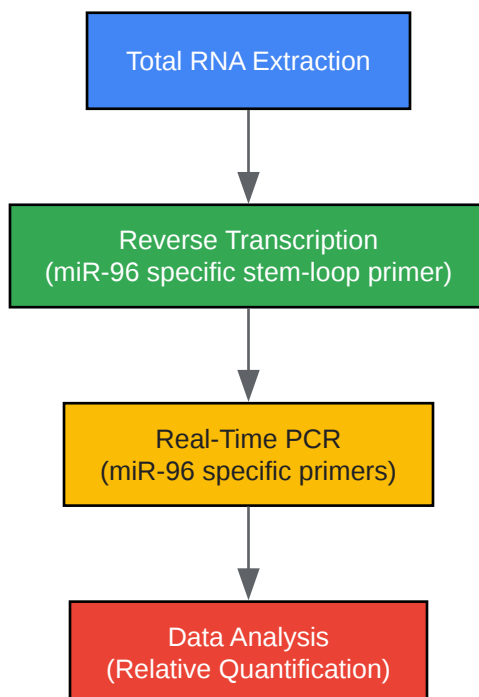 Total RNA Extraction
Reverse Transcription
(miR-96 specific stem-loop primer)
Real-Time PCR
(miR-96 specific primers)
Data Analysis
(Relative Quantification)